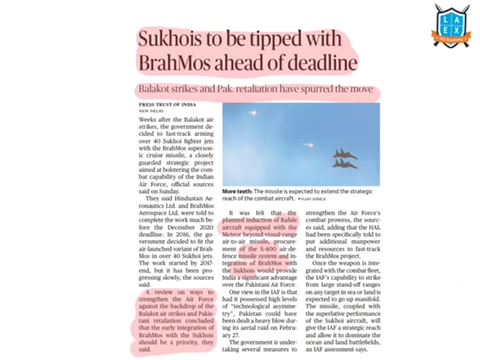 LAEX
Sukhois to be tipped with
BrahMos ahead of deadline
Balakot strikes and Pak. retaliation have spurred the move
PRESS TRUST OF INDIA
NEW DELHI
Weeks after the Balakot air
strikes, the government de-
cided to fast-track arming
over 40 Sukhoi fighter jets
with the BrahMos superson-
ic cruise missile, a closely
guarded strategic project
aimed at bolstering the com-
bat capability of the Indian
Air Force, official sources
said on Sunday.
They said Hindustan Ae-
ronautics Ltd. and BrahMos
Aerospace Ltd. were told to
complete the work much be-
fore the December 2020
deadline. In 2016, the go-
vernment decided to fit the
air-launched variant of Brah-
Mos in over 40 Sukhoi jets.
The work started by 2017-
end, but it has been pro-
gressing slowly, the sources
said.
A review on ways to
strengthen the Air Force
against the backdrop of the
Balakot air strikes and Pakis-
tani retaliation concluded
that the early integration of
BrahMos with the Sukhois
should be a priority, they
said.
More teeth: The missile is expected to extend the strategic
reach of the combat aircraft.
It was felt that the
planned induction of Rafale
aircraft equipped with the
Meteor beyond-visual-range
air-to-air missile, procure-
ment of the S-400 air-de-
fence missile system and in-
tegration of BrahMos with
the Sukhois would provide
India a significant advantage
over the Pakistani Air Force.
One view in the IAF is that
had it possessed high levels
of "technological asymme-
try", Pakistan could have
been dealt a heavy blow dur-
ing its aerial raid on Febru-
ary 27.
The government is under-
taking several measures to
strengthen the Air Force's
combat prowess, the sourc-
es said, adding that the HAL
had been specifically told to
put additional manpower
and resources to fast-track
the BrahMos project.
Once the weapon is inte-
grated with the combat fleet,
the IAF's capability to strike
from large stand-off ranges
on any target in sea or land is
expected to go up manifold.
The missile, coupled with
the superlative performance
of the Sukhoi aircraft, will
give the IAF a strategic reach
and allow it to dominate the
ocean and land battlefields,
an IAF assessment says.